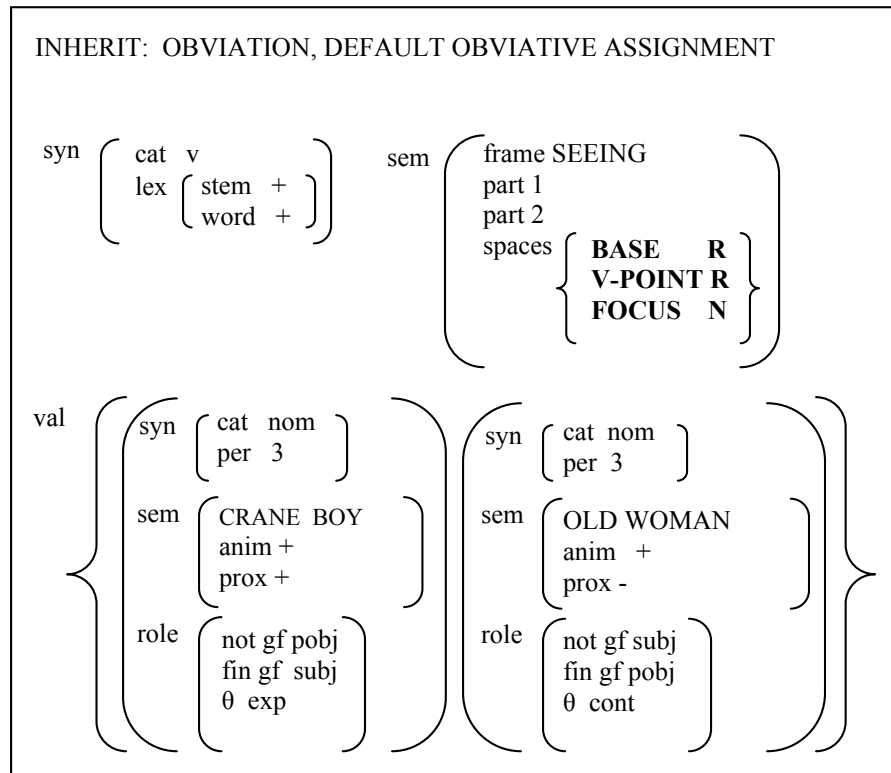 INHERIT: OBVIATION, DEFAULT OBVIATIVE ASSIGNMENT
syn
cat v
lex
stem +
word +
sem
frame SEEING
part 1
part 2
spaces
BASE R
V-POINT R
FOCUS N
val
syn
cat nom
per 3
sem
CRANE BOY
anim +
prox +
role
not gf pobj
fin gf subj
θ exp
syn
cat nom
per 3
sem
OLD WOMAN
anim +
prox -
role
not gf subj
fin gf pobj
θ cont